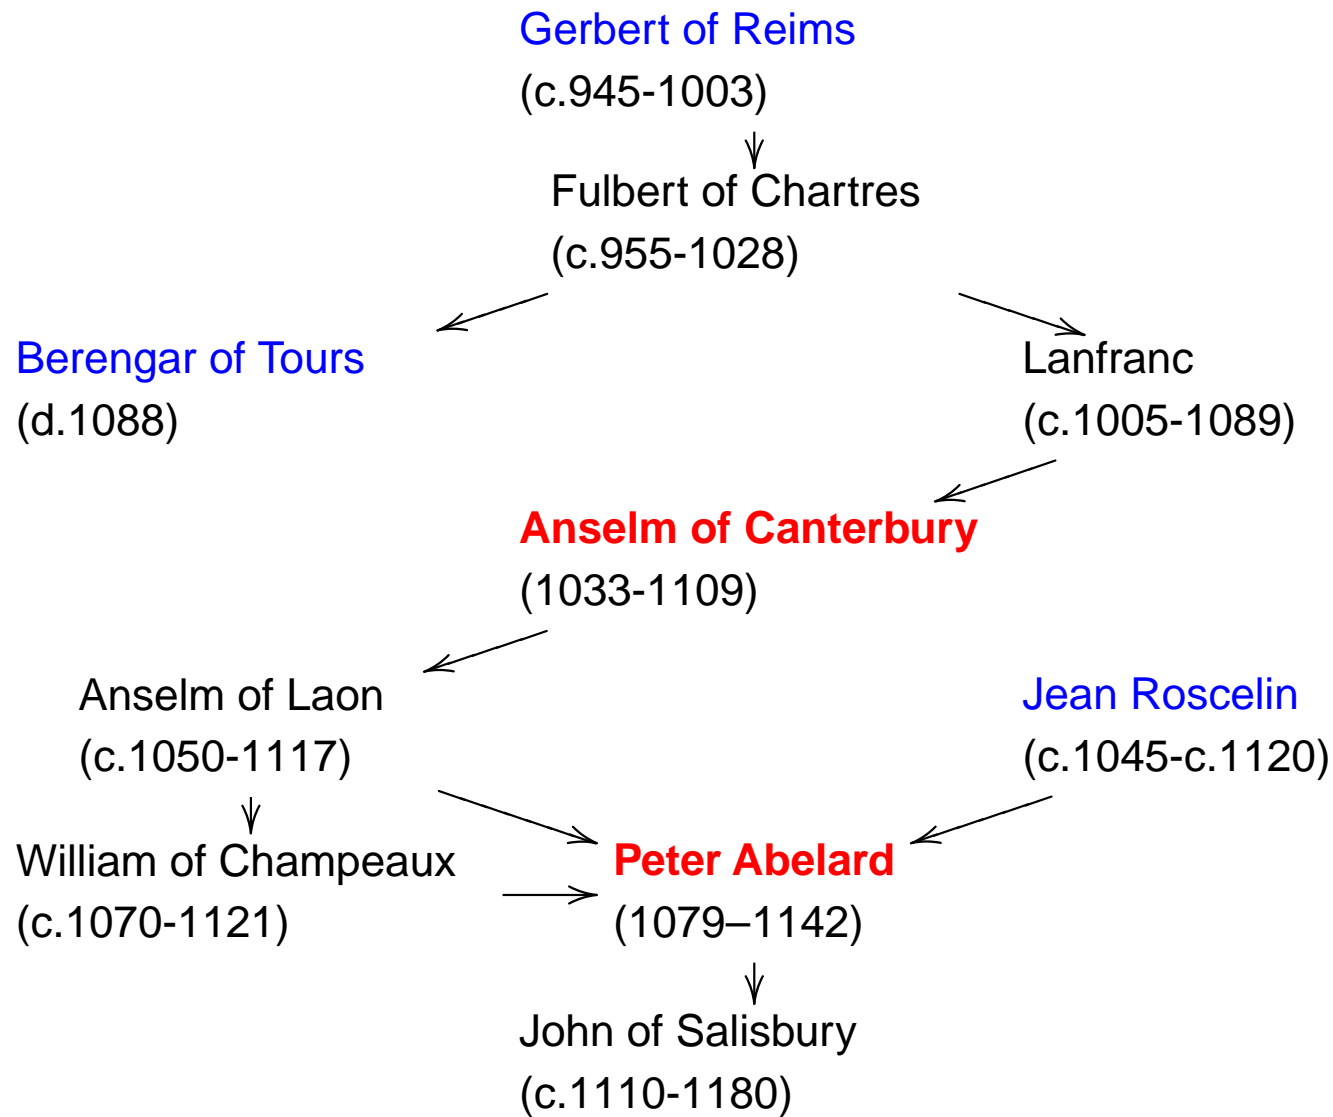 Gerbert of Reims
(c.945-1003)
Fulbert of Chartres
(c.955-1028)
Berengar of Tours
(d.1088)
Lanfranc
(c.1005-1089)
Anselm of Canterbury
(1033-1109)
Anselm of Laon
(c.1050-1117)
Jean Roscelin
(c.1045-c.1120)
William of Champeaux
(c.1070-1121)
Peter Abelard
(1079–1142)
John of Salisbury
(c.1110-1180)